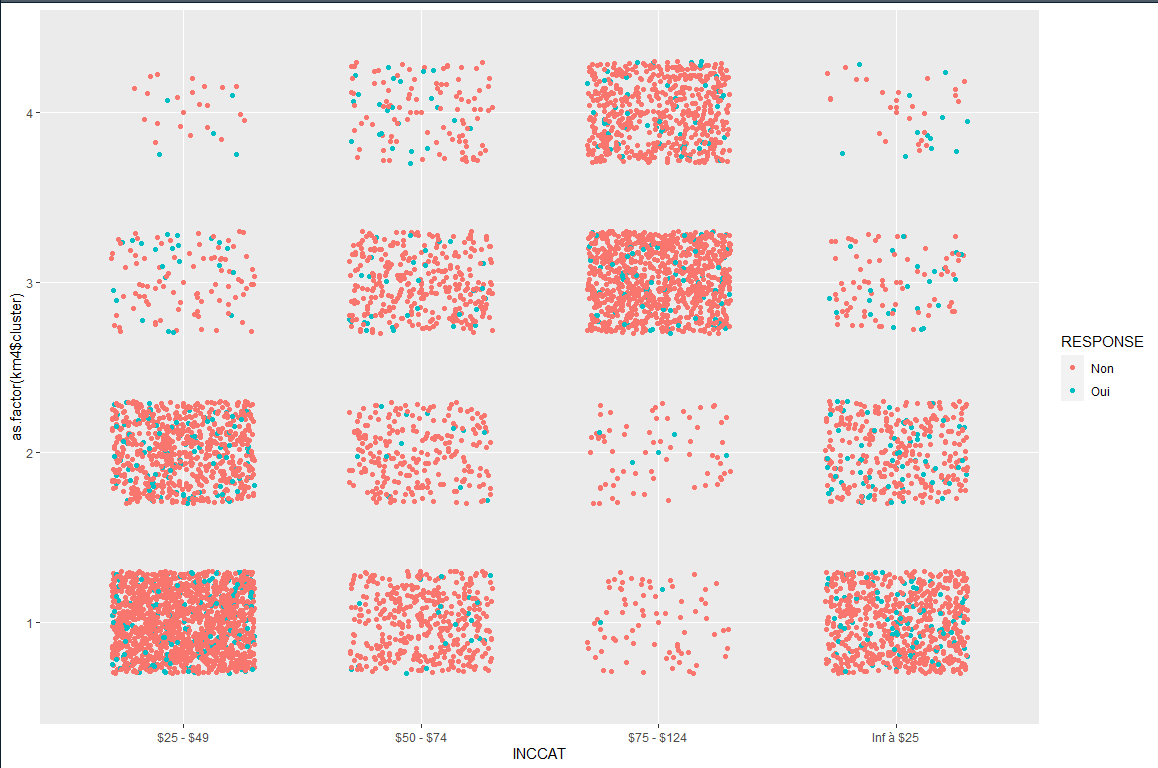 4
3
2
1
as.factor(km4$cluster)
$25 - $49
$50 - $74
$75 - $124
Inf à $25
INCCAT
RESPONSE
Non
Oui